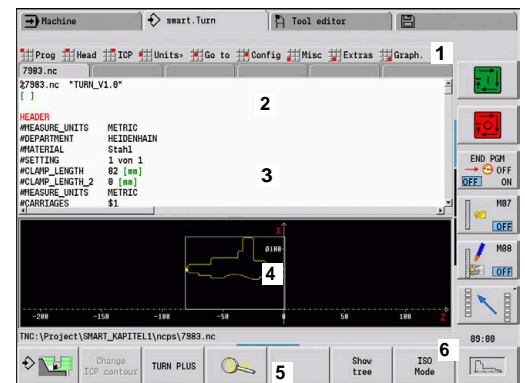 Machine
smart.Turn
Tool editor
Prog Head ICP Units» Go to Config Misc Extras Graph. 1
7983.nc
%7983.nc "TURN_V1.0"
[ ]
2
HEADER
#MEASURE_UNITS METRIC
#DEPARTMENT HEIDENHAIN
#MATERIAL Stahl
#SETTING 1 von 1
#CLAMP_LENGTH 82 [mm]
3
#CLAMP_LENGTH_2 0 [mm]
#MEASURE_UNITS METRIC
#CARRIAGES $1
END PGM
OFF
OFF ON
M07
OFF
M08
OFF
X
Ø100
4
-200 -150 -100 -50 50 100 Z
TNC:\Project\SMART_KAPITEL1\ncps\7983.nc
09:00
6
Change
ICP contour
TURN PLUS
5
Show
tree
ISO
Mode